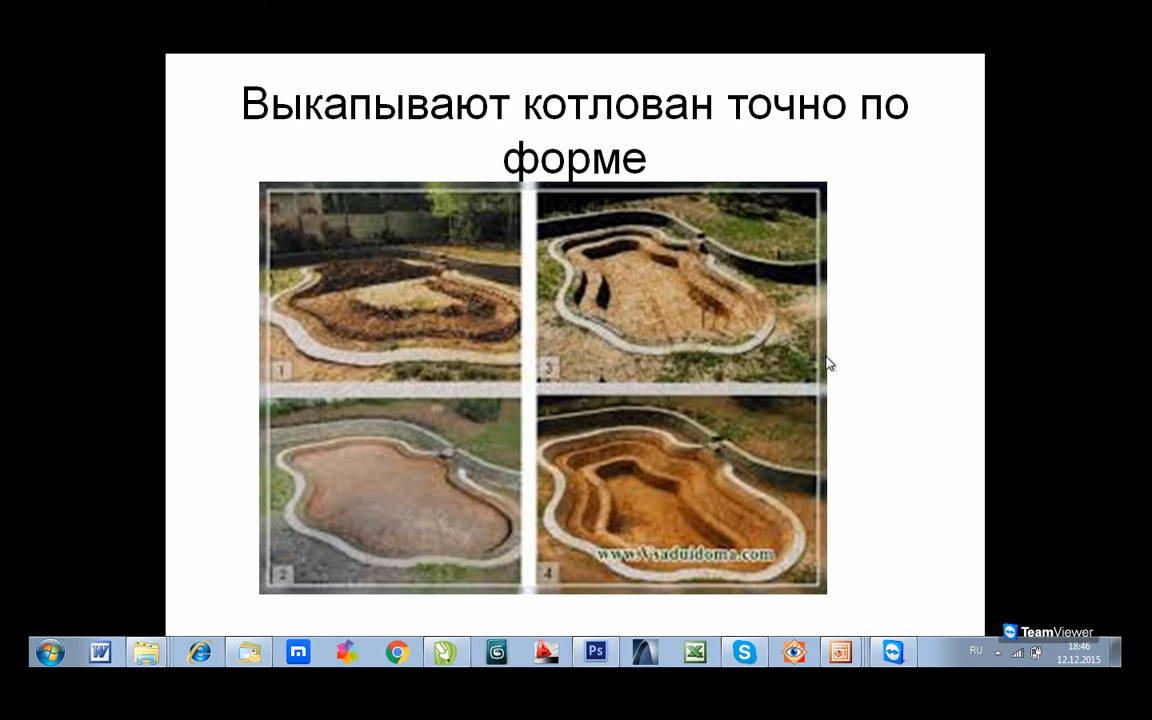 Выкапывают котлован точно по
форме
1
3
2
4
www.Vsaduidoma.com
TeamViewer
RU
18:46
12.12.2015